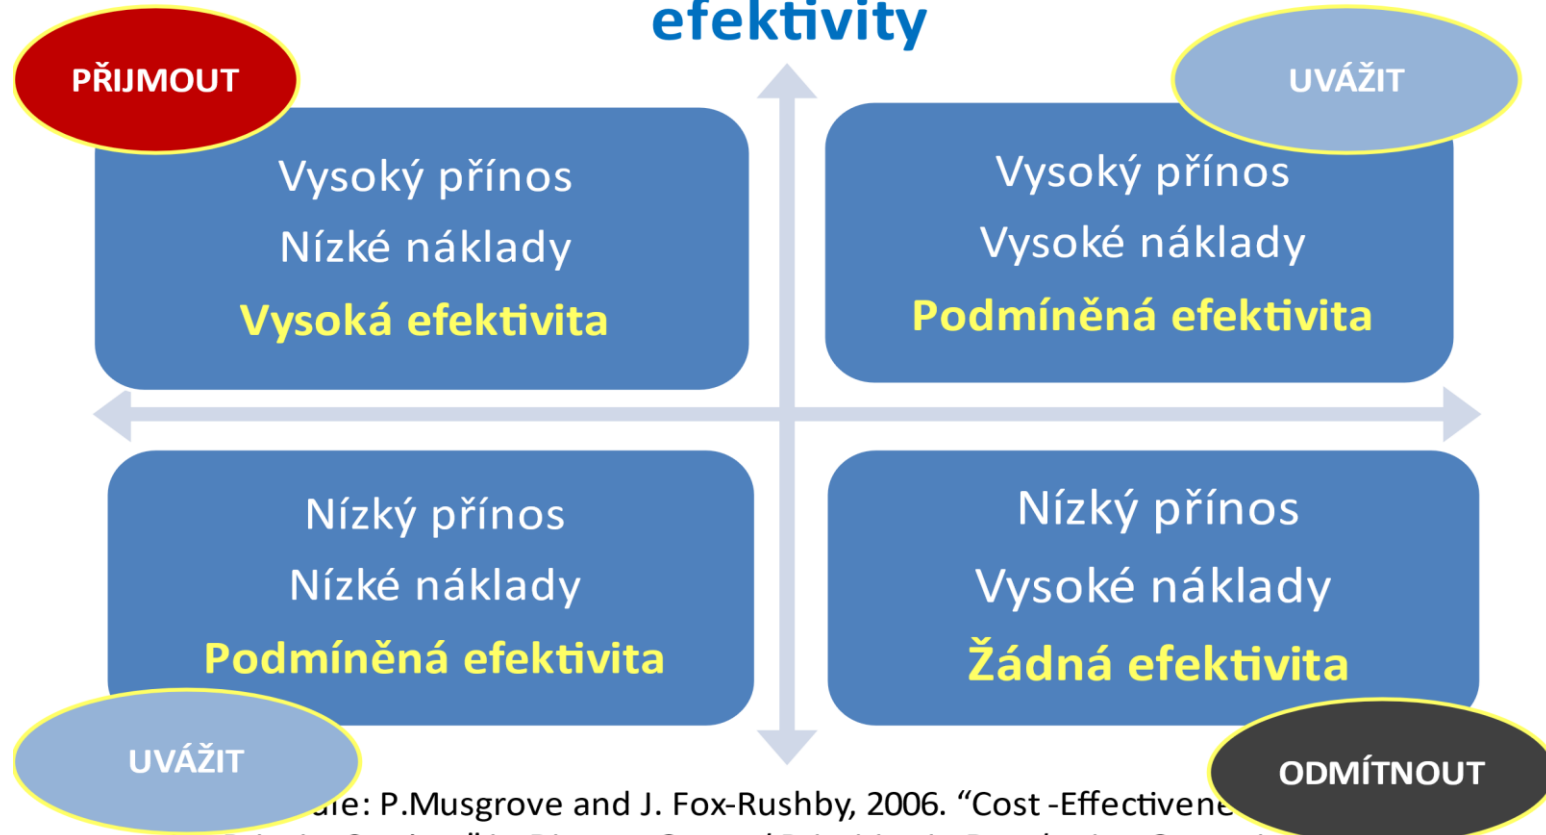 efektivity
PŘIJMOUT
UVÁŽIT
Vysoký přínos
Nízké náklady
Vysoká efektivita
Vysoký přínos
Vysoké náklady
Podmíněná efektivita
Nízký přínos
Nízké náklady
Podmíněná efektivita
Nízký přínos
Vysoké náklady
Žádná efektivita
UVÁŽIT
ODMÍTNOUT
P.Musgrove and J. Fox-Rushby, 2006. “Cost -Effectivene